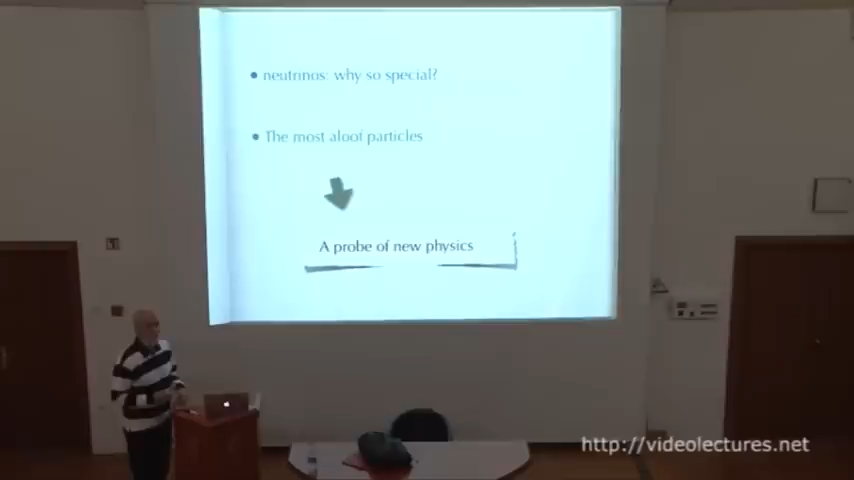 neutrinos: why so special?
The most aloof particles
A probe of new physics
http://videolectures.net